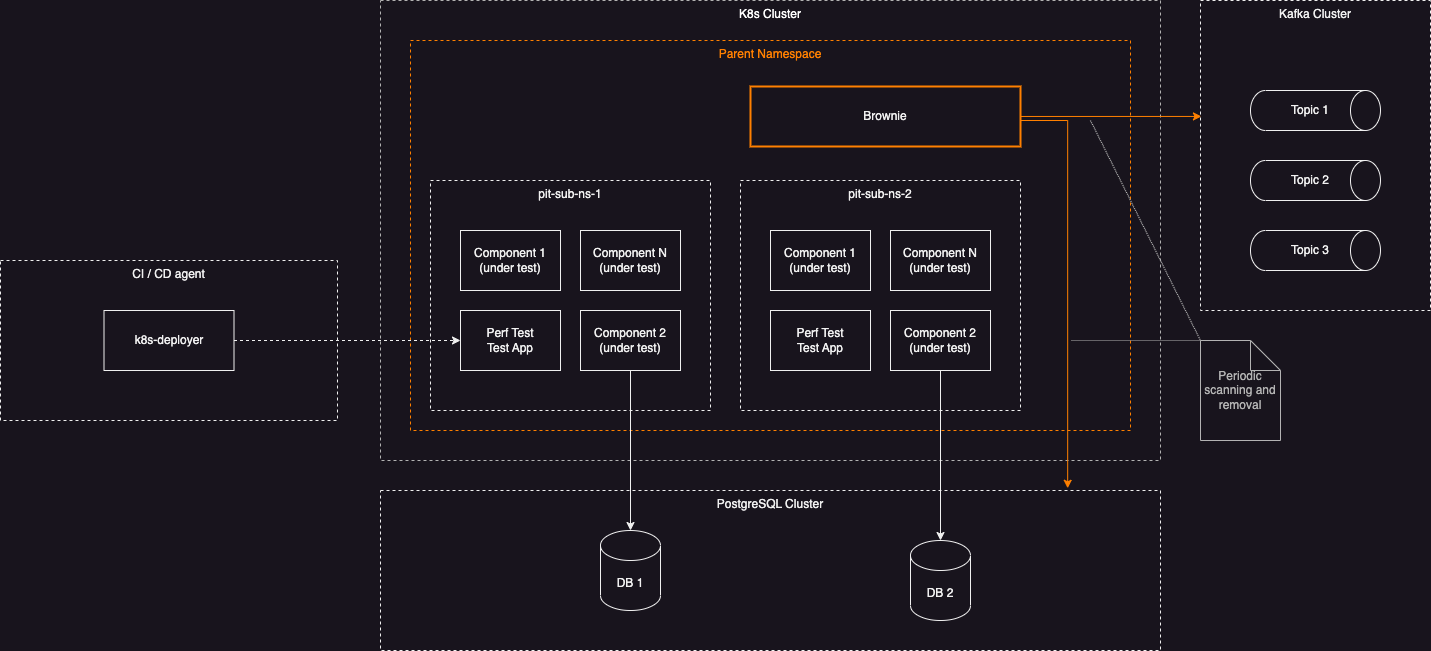 K8s Cluster
Kafka Cluster
Parent Namespace
Brownie
Topic 1
Topic 2
Topic 3
pit-sub-ns-1
pit-sub-ns-2
Component 1
(under test)
Component N
(under test)
Component 1
(under test)
Component N
(under test)
CI / CD agent
k8s-deployer
Perf Test
Test App
Component 2
(under test)
Perf Test
Test App
Component 2
(under test)
Periodic
scanning and
removal
PostgreSQL Cluster
DB 1
DB 2